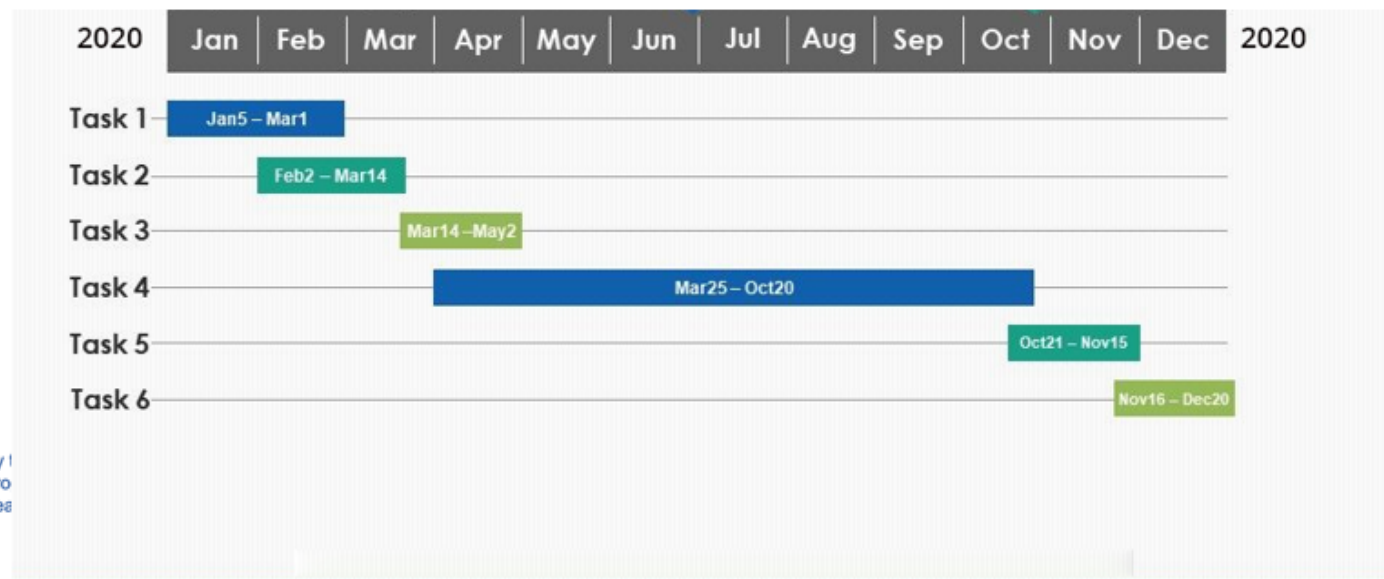 2020 Jan Feb Mar Apr May Jun Jul Aug Sep Oct Nov Dec 2020
Task 1 Jan5 – Mar1
Task 2 Feb2 – Mar14
Task 3 Mar14 –May2
Task 4 Mar25 – Oct20
Task 5 Oct21 – Nov15
Task 6 Nov16 – Dec20